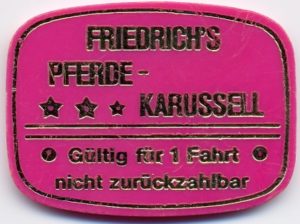 FRIEDRICH'S
PFERDE-
KARUSSELL
Gültig für 1 Fahrt
nicht zurückzahlbar